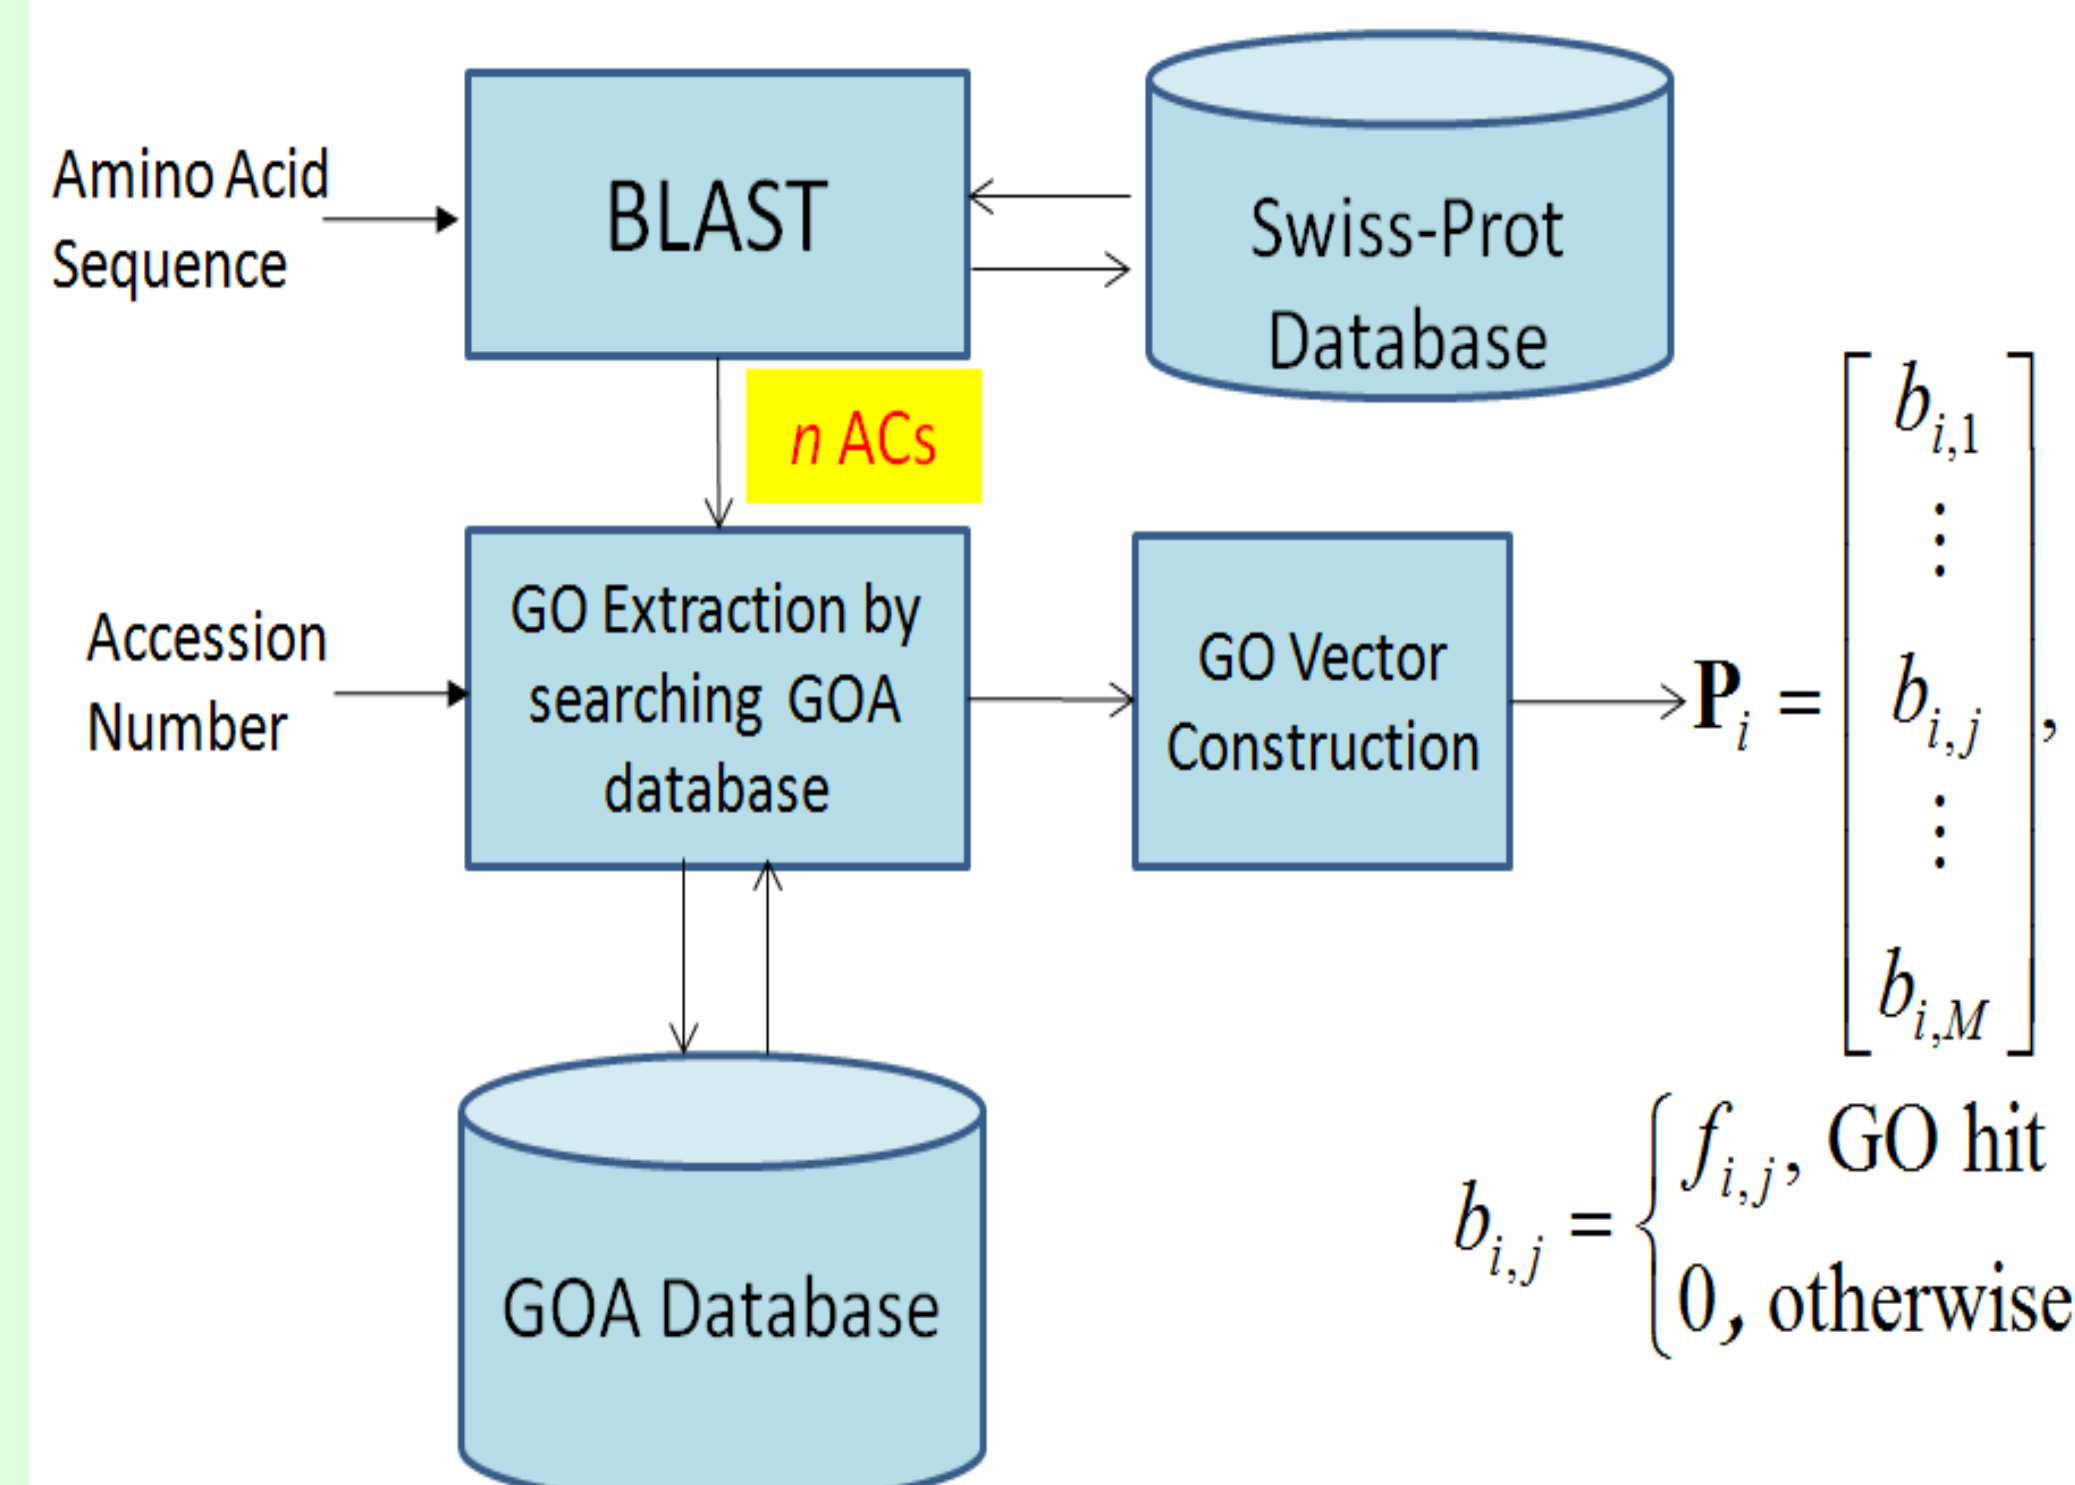 Amino Acid
Sequence
BLAST
Swiss-Prot
Database
n ACs
Accession
Number
GO Extraction by
searching GOA
database
GO Vector
Construction
P_i = [ b_{i,1} ⋮ b_{i,j} ⋮ b_{i,M} ],
b_{i,j} = { f_{i,j}, GO hit
0, otherwise
GOA Database